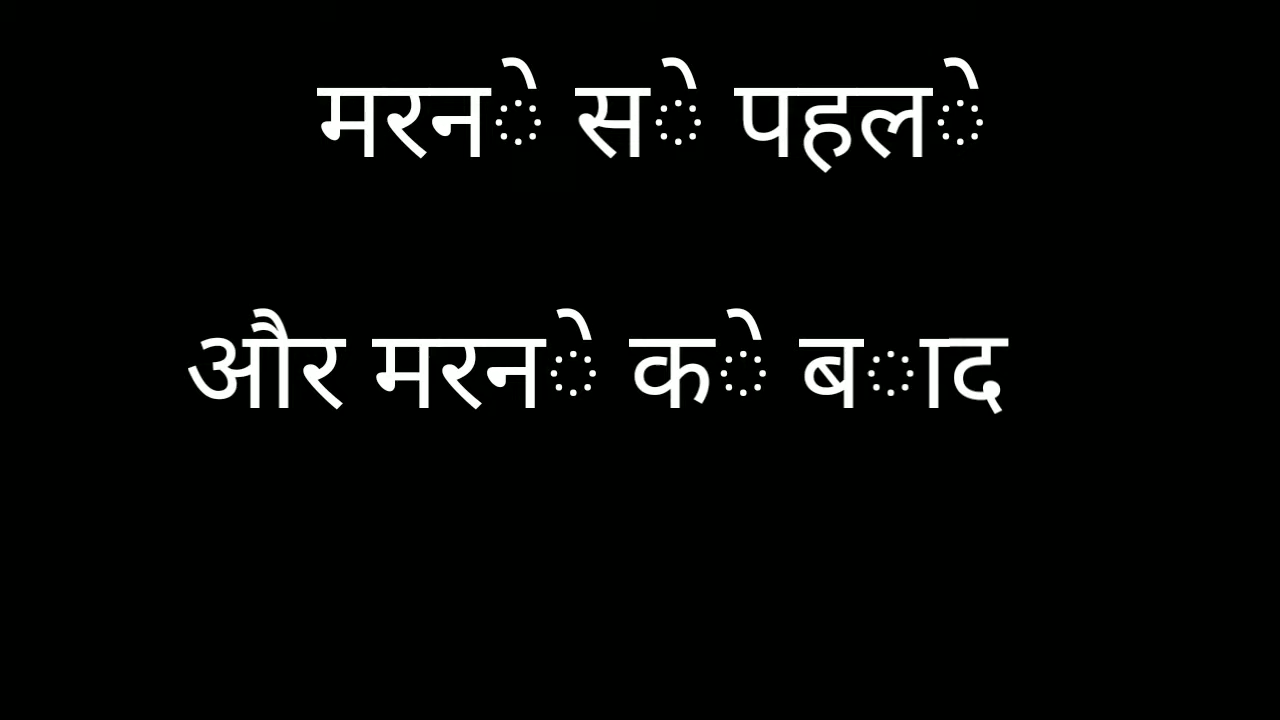 मरने से पहले
और मरने के बाद